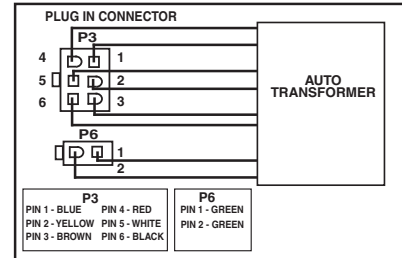 PLUG IN CONNECTOR
P3
4 1
5 2
6 3
AUTO
TRANSFORMER
P6
1
2
P3
PIN 1 - BLUE PIN 4 - RED
PIN 2 - YELLOW PIN 5 - WHITE
PIN 3 - BROWN PIN 6 - BLACK
P6
PIN 1 - GREEN
PIN 2 - GREEN